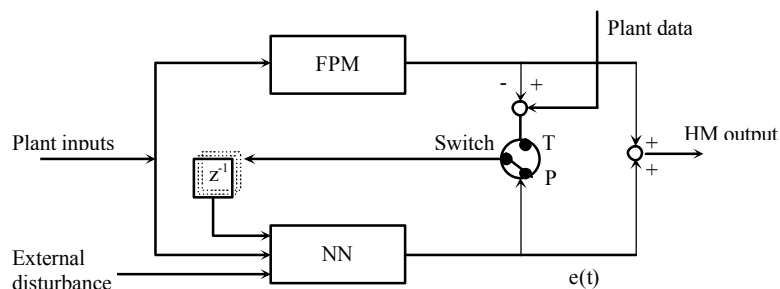 Plant data
FPM
- +
Plant inputs
Switch
T
P
+
+
HM output
z-1
NN
External
disturbance
e(t)